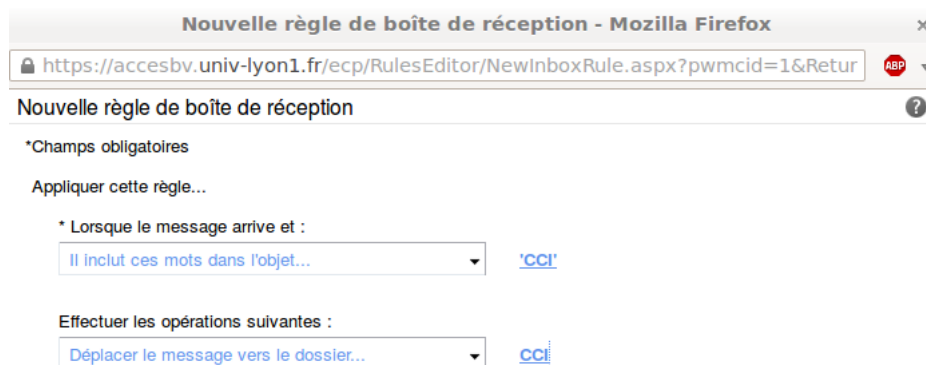 Nouvelle règle de boîte de réception - Mozilla Firefox ×
https://accesbv.univ-lyon1.fr/ecp/RulesEditor/NewInboxRule.aspx?pwmcid=1&Retur ABP
Nouvelle règle de boîte de réception ?
*Champs obligatoires
Appliquer cette règle...
* Lorsque le message arrive et :
Il inclut ces mots dans l'objet... 'CCI'
Effectuer les opérations suivantes :
Déplacer le message vers le dossier... CCI